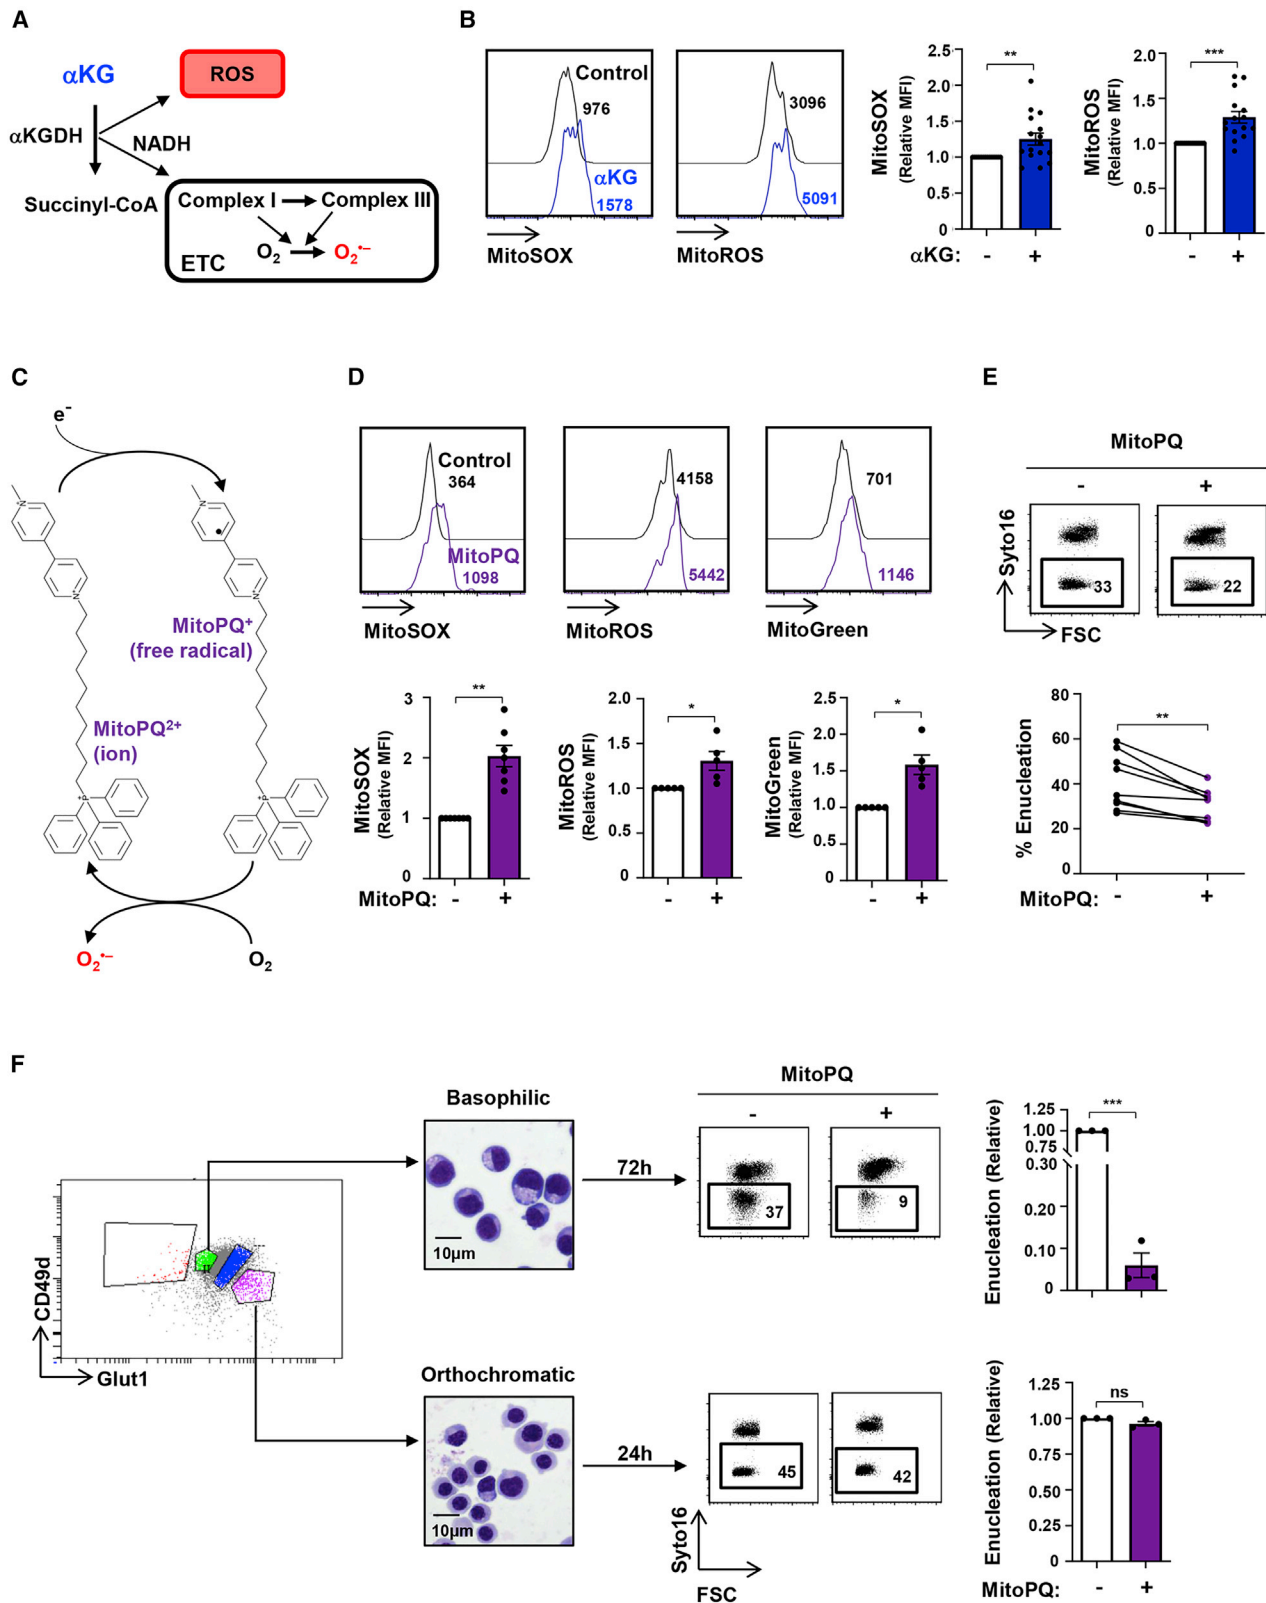 A
αKG
ROS
αKGDH
NADH
Succinyl-CoA
Complex I
Complex III
O2
O2•–
ETC
B
Control
976
αKG
1578
MitoSOX
3096
5091
MitoROS
MitoSOX
(Relative MFI)
2.5
2.0
1.5
1.0
0.5
0
**
αKG: - +
MitoROS
(Relative MFI)
2.0
1.5
1.0
0.5
0
***
- +
C
e-
N
N
N
N
MitoPQ+
(free radical)
MitoPQ2+
(ion)
P+
P+
O2•–
O2
D
Control
364
MitoPQ
1098
MitoSOX
4158
5442
MitoROS
701
1146
MitoGreen
MitoSOX
(Relative MFI)
3
2
1
0
**
MitoPQ: - +
MitoROS
(Relative MFI)
2.0
1.5
1.0
0.5
0
*
- +
MitoGreen
(Relative MFI)
2.5
2.0
1.5
1.0
0.5
0
*
- +
E
MitoPQ
- +
Syto16
33
22
FSC
% Enucleation
80
60
40
20
0
**
MitoPQ: - +
F
CD49d
Glut1
Basophilic
10μm
72h
MitoPQ
- +
37
9
Enucleation (Relative)
1.25
1.00
0.75
0.30
0.20
0.10
0
***
Orthochromatic
10μm
24h
45
42
Syto16
FSC
Enucleation (Relative)
1.25
1.00
0.75
0.50
0.25
0
ns
MitoPQ: - +